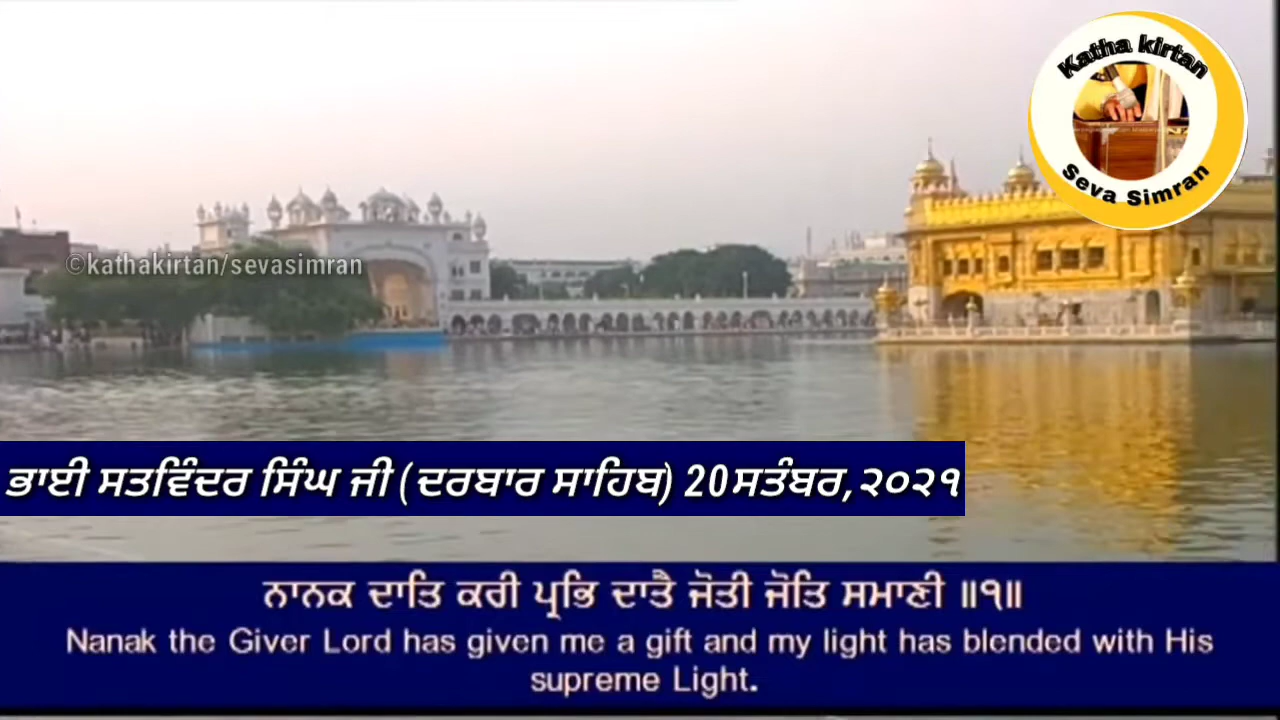 Katha kirtan
Seva Simran
©kathakirtan/sevasimran
ਭਾਈ ਸਤਵਿੰਦਰ ਸਿੰਘ ਜੀ (ਦਰਬਾਰ ਸਾਹਿਬ) 20ਸਤੰਬਰ,੨੦੨੧
ਨਾਨਕ ਦਾਤਿ ਕਰੀ ਪ੍ਰਭਿ ਦਾਤੈ ਜੋਤੀ ਜੋਤਿ ਸਮਾਣੀ ॥੧॥
Nanak the Giver Lord has given me a gift and my light has blended with His
supreme Light.